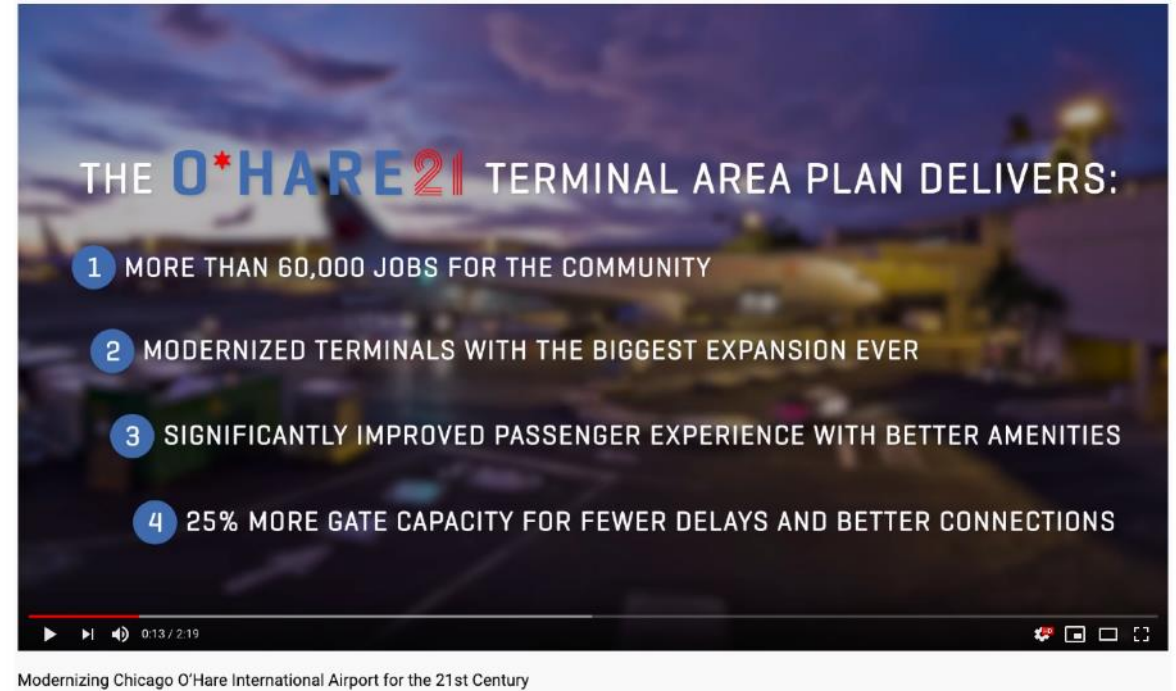 THE O*HARE21 TERMINAL AREA PLAN DELIVERS:
1 MORE THAN 60,000 JOBS FOR THE COMMUNITY
2 MODERNIZED TERMINALS WITH THE BIGGEST EXPANSION EVER
3 SIGNIFICANTLY IMPROVED PASSENGER EXPERIENCE WITH BETTER AMENITIES
4 25% MORE GATE CAPACITY FOR FEWER DELAYS AND BETTER CONNECTIONS
0:13 / 2:19
HD
Modernizing Chicago O'Hare International Airport for the 21st Century